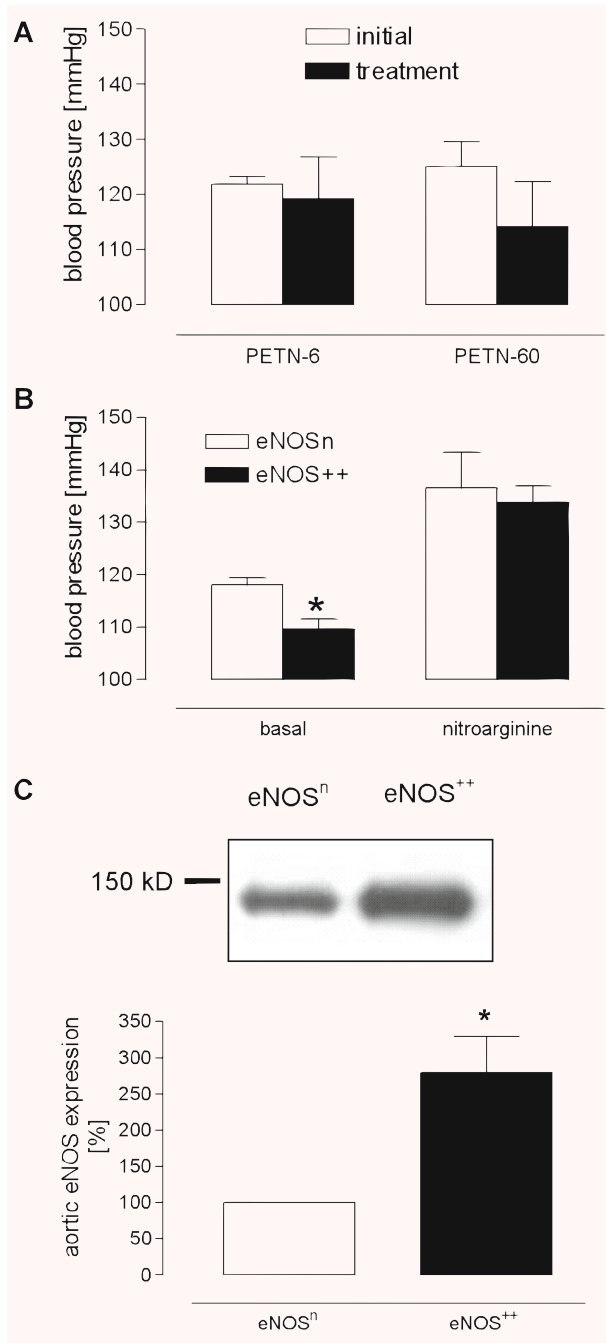 A
blood pressure [mmHg]
150
140
130
120
110
100
initial
treatment
PETN-6 PETN-60
B
blood pressure [mmHg]
150
140
130
120
110
100
eNOSn
eNOS++
*
basal nitroarginine
C
eNOSⁿ eNOS⁺⁺
150 kD
aortic eNOS expression
[%]
350
300
250
200
150
100
50
0
*
eNOSⁿ eNOS⁺⁺